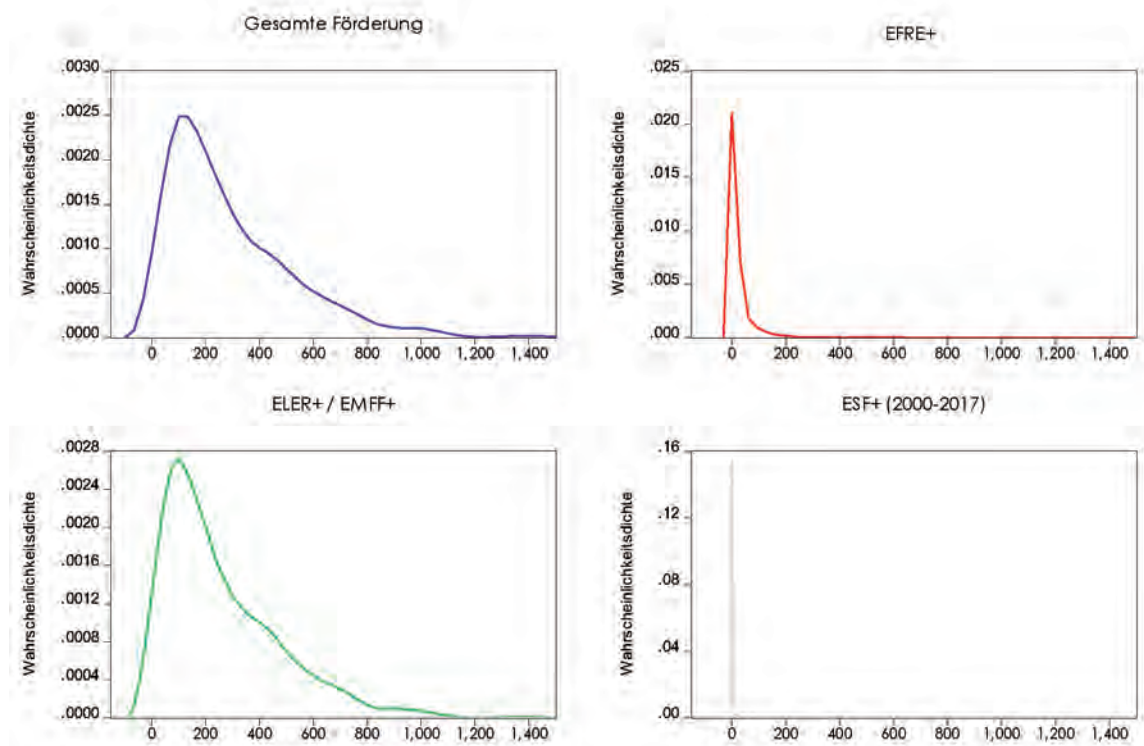 Gesamte Förderung
Wahrscheinlichkeitsdichte
.0030
.0025
.0020
.0015
.0010
.0005
.0000
0 200 400 600 800 1,000 1,200 1,400
EFRE+
Wahrscheinlichkeitsdichte
.025
.020
.015
.010
.005
.000
0 200 400 600 800 1,000 1,200 1,400
ELER+ / EMFF+
Wahrscheinlichkeitsdichte
.0028
.0024
.0020
.0016
.0012
.0008
.0004
.0000
0 200 400 600 800 1,000 1,200 1,400
ESF+ (2000-2017)
Wahrscheinlichkeitsdichte
.16
.12
.08
.04
.00
0 200 400 600 800 1,000 1,200 1,400